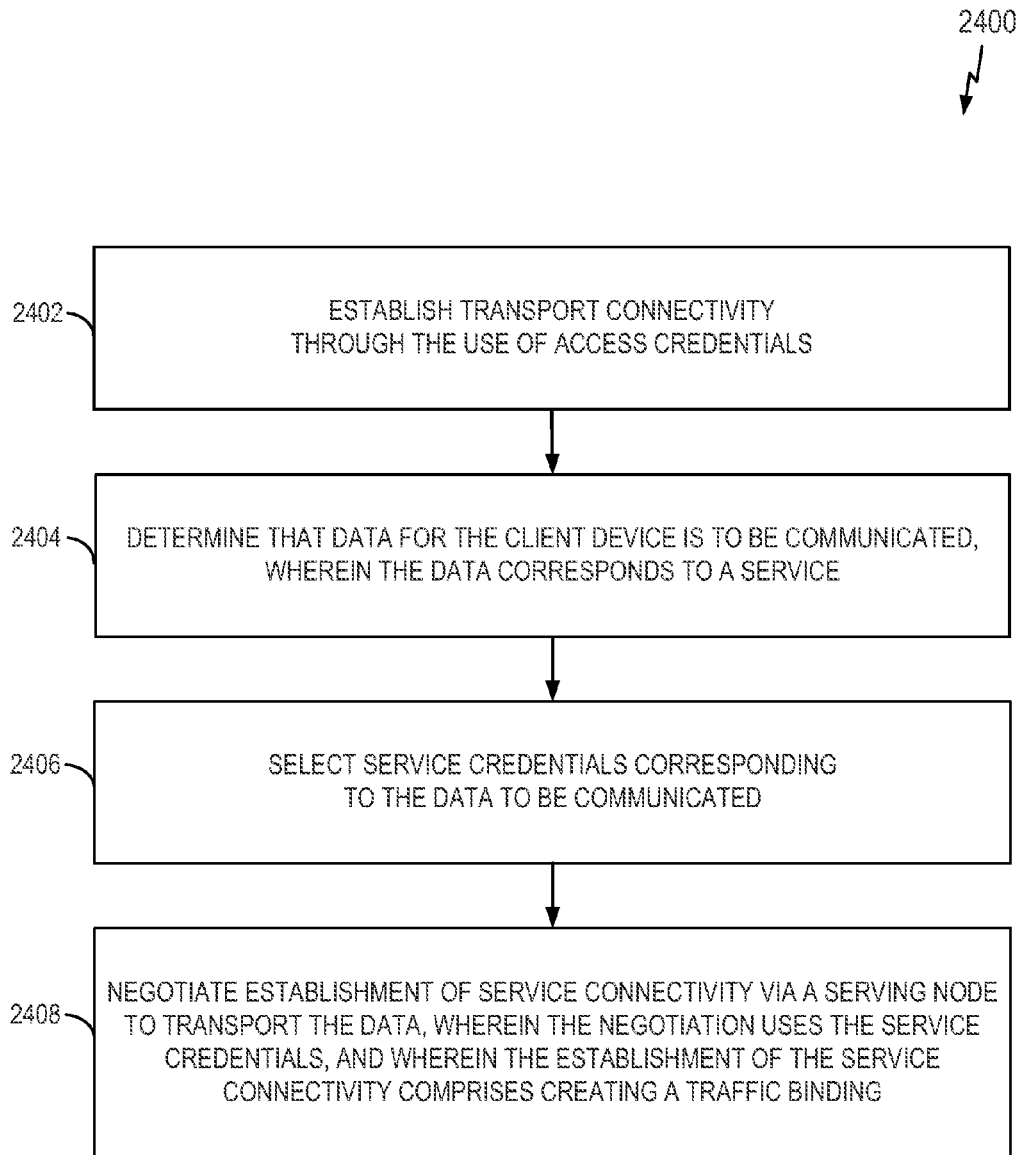 2400
2402
ESTABLISH TRANSPORT CONNECTIVITY
THROUGH THE USE OF ACCESS CREDENTIALS
2404
DETERMINE THAT DATA FOR THE CLIENT DEVICE IS TO BE COMMUNICATED,
WHEREIN THE DATA CORRESPONDS TO A SERVICE
2406
SELECT SERVICE CREDENTIALS CORRESPONDING
TO THE DATA TO BE COMMUNICATED
2408
NEGOTIATE ESTABLISHMENT OF SERVICE CONNECTIVITY VIA A SERVING NODE
TO TRANSPORT THE DATA, WHEREIN THE NEGOTIATION USES THE SERVICE
CREDENTIALS, AND WHEREIN THE ESTABLISHMENT OF THE SERVICE
CONNECTIVITY COMPRISES CREATING A TRAFFIC BINDING